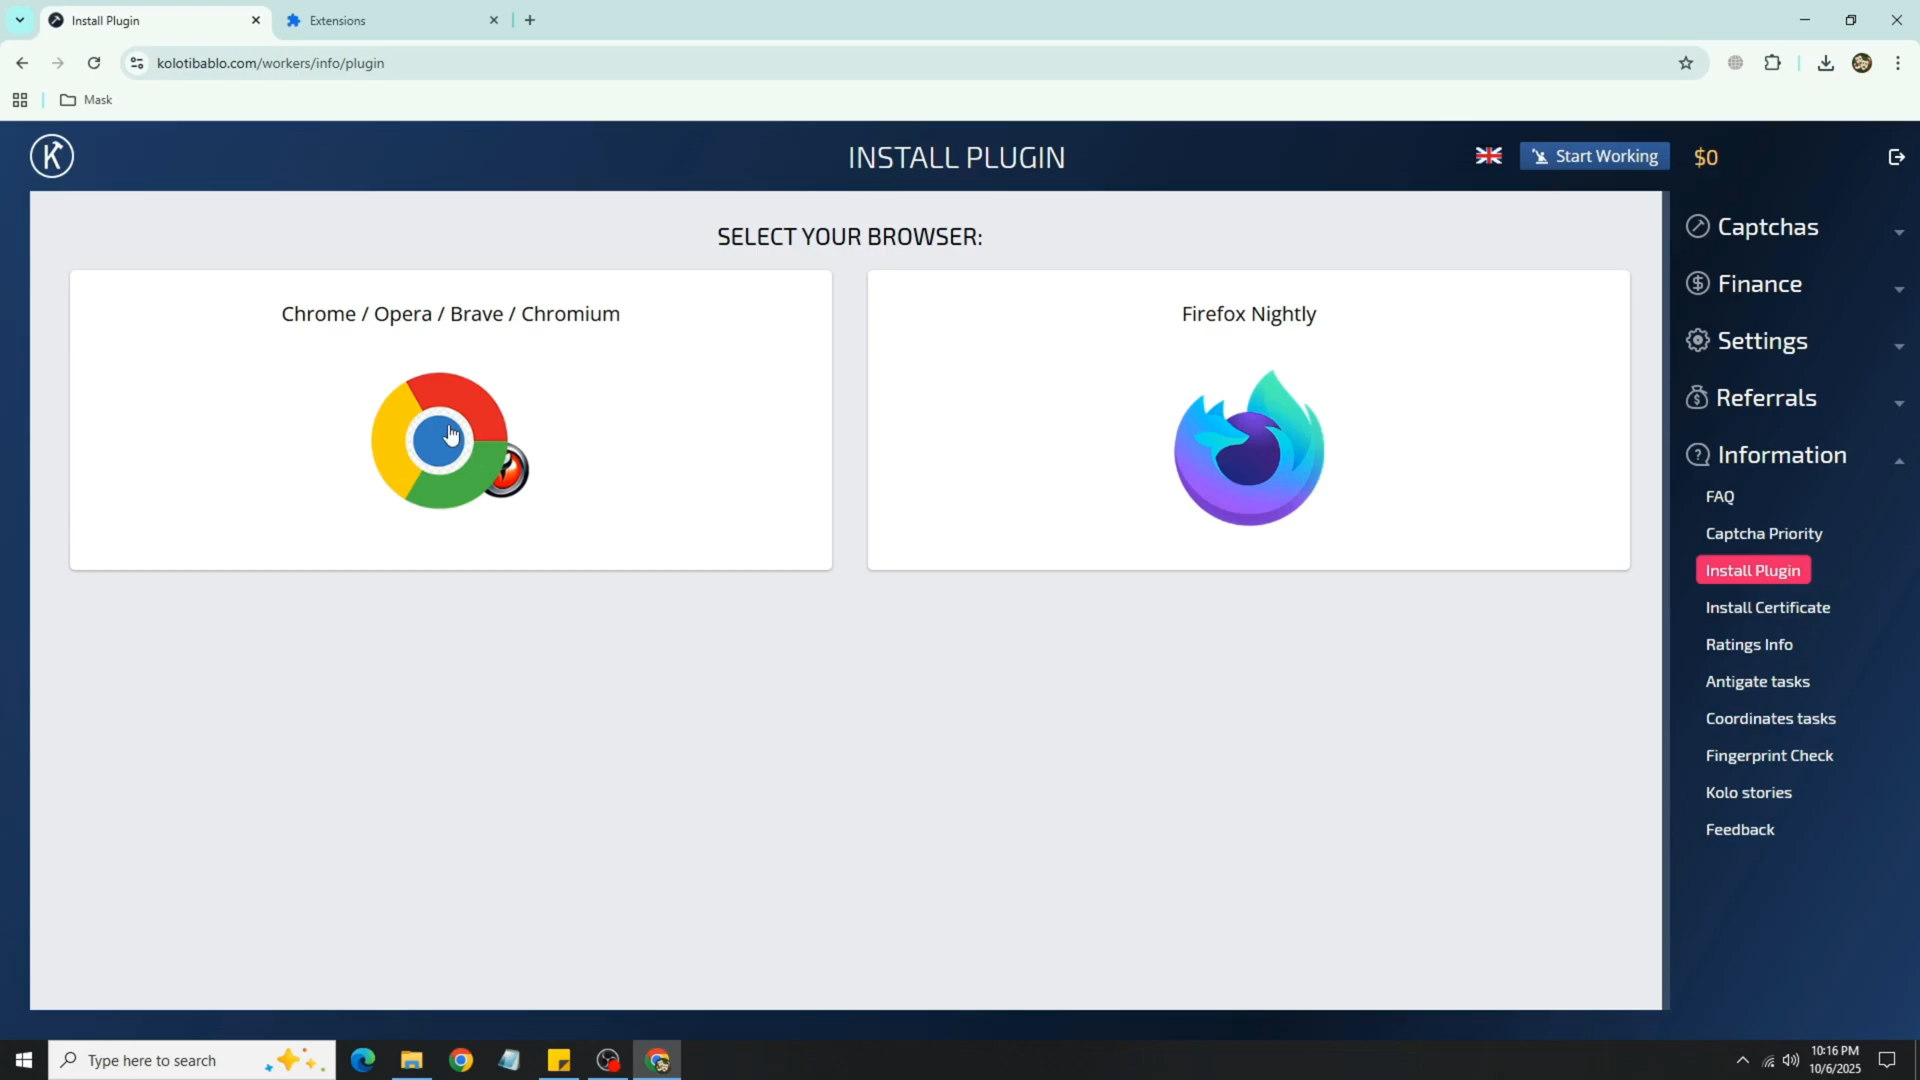 Install Plugin
Extensions
kolotibablo.com/workers/info/plugin
Mask
K
INSTALL PLUGIN
Start Working
$0
SELECT YOUR BROWSER:
Chrome / Opera / Brave / Chromium
Firefox Nightly
Captchas
Finance
Settings
Referrals
Information
FAQ
Captcha Priority
Install Plugin
Install Certificate
Ratings Info
Antigate tasks
Coordinates tasks
Fingerprint Check
Kolo stories
Feedback
Type here to search
10:16 PM
10/6/2025